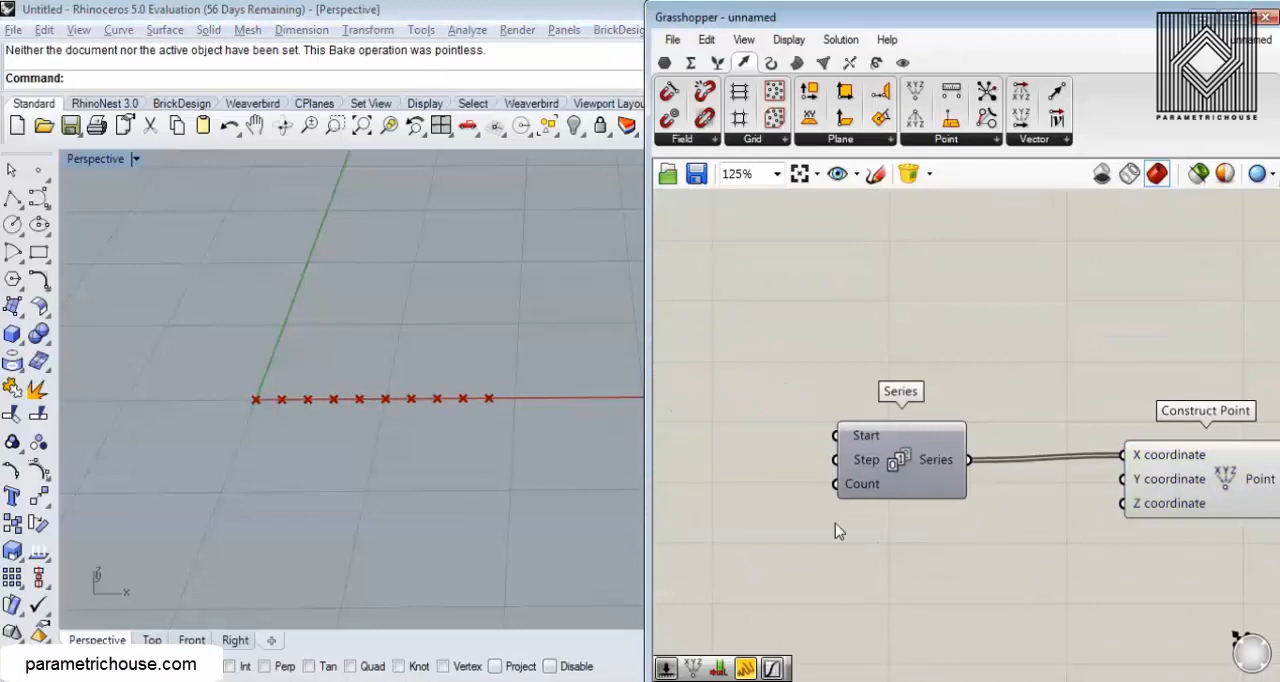 Untitled - Rhinoceros 5.0 Evaluation (56 Days Remaining) - [Perspective]
File Edit View Curve Surface Solid Mesh Dimension Transform Tools Analyze Render Panels BrickDesign
Neither the document nor the active object have been set. This Bake operation was pointless.
Command:
Standard RhinoNest 3.0 BrickDesign Weaverbird CPlanes Set View Display Select Weaverbird Viewport Layou
Perspective
z
x
Perspective Top Front Right
Int Perp Tan Quad Knot Vertex Project Disable
parametrichouse.com
Grasshopper - unnamed
File Edit View Display Solution Help
unnamed
PARAMETRICHOUSE
Field Grid Plane Point Vector
125%
Series
Start
Step
Count
Series
Construct Point
X coordinate
Y coordinate
Z coordinate
XYZ
Point